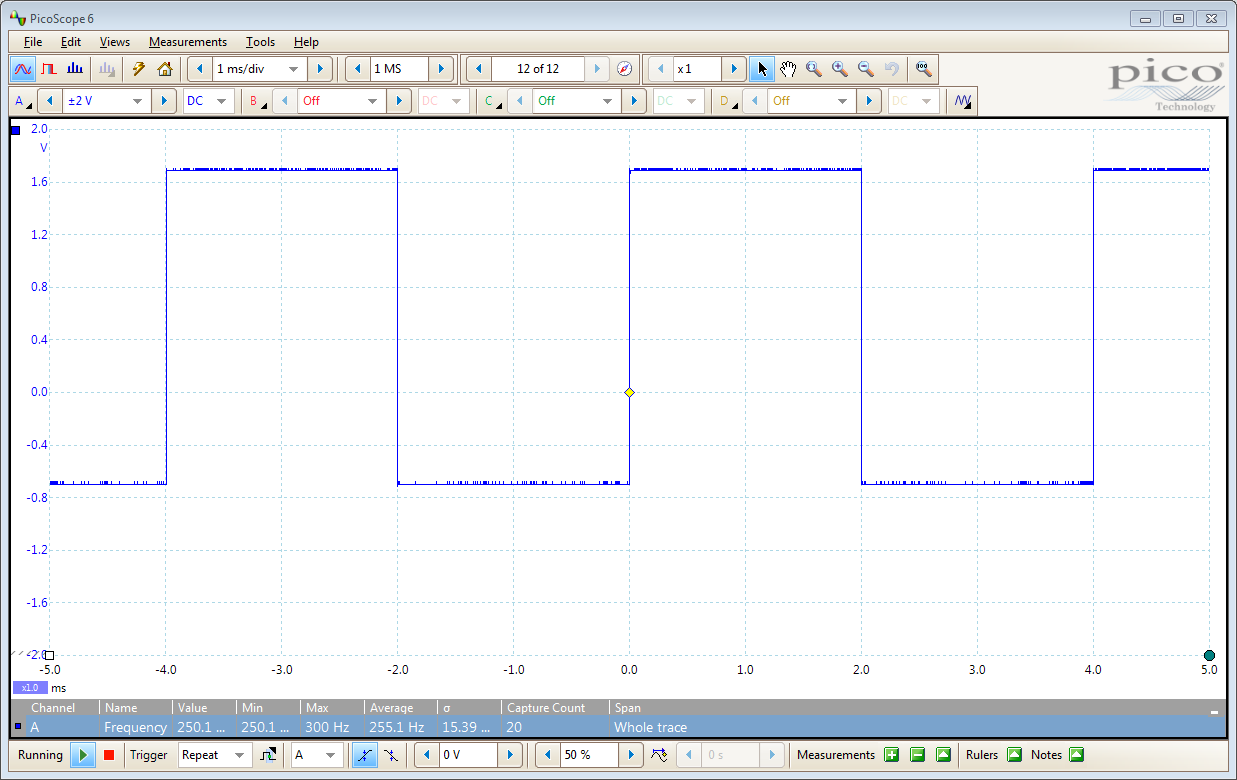 PicoScope 6
File Edit Views Measurements Tools Help
1 ms/div 1 MS 12 of 12 x1
pico
Technology
A ±2 V DC B Off DC C Off DC D Off DC
2.0
V
1.6
1.2
0.8
0.4
0.0
-0.4
-0.8
-1.2
-1.6
-2.0
-5.0 -4.0 -3.0 -2.0 -1.0 0.0 1.0 2.0 3.0 4.0 5.0
x1.0 ms
Channel Name Value Min Max Average σ Capture Count Span
A Frequency 250.1 ... 250.1 ... 300 Hz 255.1 Hz 15.39 ... 20 Whole trace
Running Trigger Repeat A 0 V 50 % 0 s Measurements Rulers Notes